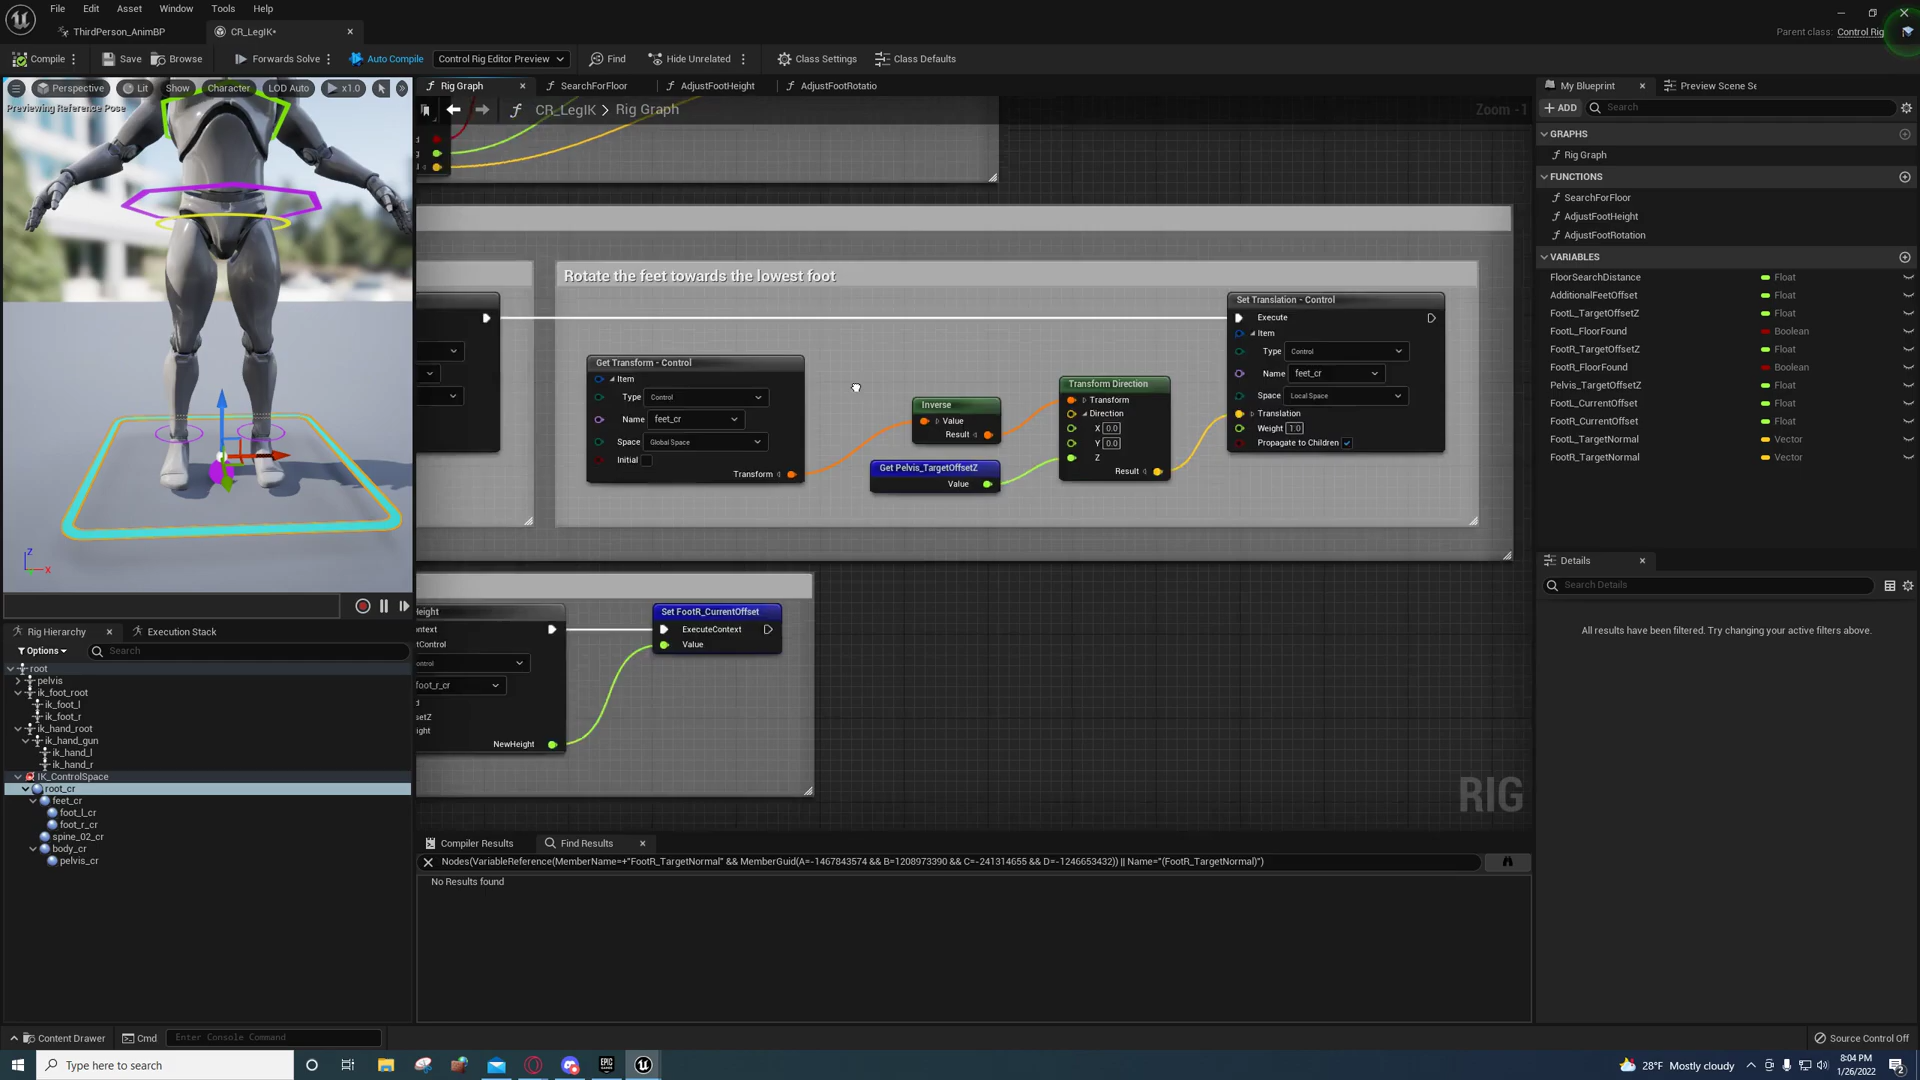 File Edit Asset Window Tools Help
ThirdPerson_AnimBP
CR_LegIK•
Parent class: Control Rig
Compile
Save
Browse
Forwards Solve
Auto Compile
Control Rig Editor Preview
Find
Hide Unrelated
Class Settings
Class Defaults
Perspective
Lit
Show
Character
LOD Auto
x1.0
Previewing Reference Pose
Rig Graph
SearchForFloor
AdjustFootHeight
AdjustFootRotatio
CR_LegIK > Rig Graph
Zoom -1
Rotate the feet towards the lowest foot
Get Transform - Control
Item
Type Control
Name feet_cr
Space Global Space
Initial
Transform
Inverse
Value
Result
Get Pelvis_TargetOffsetZ
Value
Transform Direction
Transform
Direction
X 0.0
Y 0.0
Z
Result
Set Translation - Control
Execute
Item
Type Control
Name feet_cr
Space Local Space
Translation
Weight 1.0
Propagate to Children
Height
ontext
tControl
ontrol
foot_r_cr
d
setZ
ight
NewHeight
Set FootR_CurrentOffset
ExecuteContext
Value
RIG
Z
X
Rig Hierarchy
Execution Stack
Options
Search
root
pelvis
ik_foot_root
ik_foot_l
ik_foot_r
ik_hand_root
ik_hand_gun
ik_hand_l
ik_hand_r
IK_ControlSpace
root_cr
feet_cr
foot_l_cr
foot_r_cr
spine_02_cr
body_cr
pelvis_cr
Compiler Results
Find Results
Nodes(VariableReference(MemberName=+"FootR_TargetNormal" && MemberGuid(A=-1467843574 && B=1208973390 && C=-241314655 && D=-1246653432)) || Name="(FootR_TargetNormal)")
No Results found
My Blueprint
Preview Scene Se
ADD
Search
GRAPHS
Rig Graph
FUNCTIONS
SearchForFloor
AdjustFootHeight
AdjustFootRotation
VARIABLES
FloorSearchDistance Float
AdditionalFeetOffset Float
FootL_TargetOffsetZ Float
FootL_FloorFound Boolean
FootR_TargetOffsetZ Float
FootR_FloorFound Boolean
Pelvis_TargetOffsetZ Float
FootL_CurrentOffset Float
FootR_CurrentOffset Float
FootL_TargetNormal Vector
FootR_TargetNormal Vector
Details
Search Details
All results have been filtered. Try changing your active filters above.
Content Drawer
Cmd
Enter Console Command
Source Control Off
Type here to search
EPIC GAMES
28°F Mostly cloudy
8:04 PM
1/26/2022
2